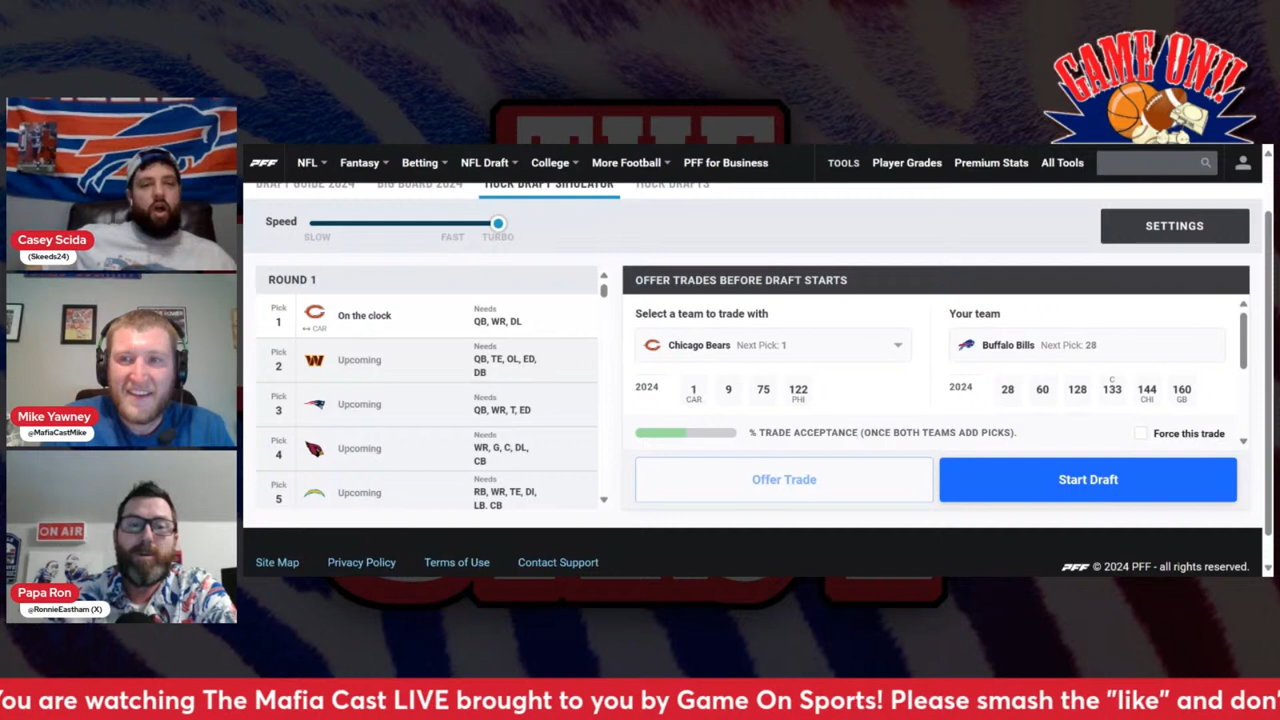 GAME ON!!
THE
PFF
NFL
Fantasy
Betting
NFL Draft
College
More Football
PFF for Business
TOOLS
Player Grades
Premium Stats
All Tools
DRAFT GUIDE 2024
BIG BOARD 2024
MOCK DRAFT SIMULATOR
MOCK DRAFTS
Speed
SLOW
FAST
TURBO
SETTINGS
Casey Scida
(Skeeds24)
ROUND 1
Pick
1
CAR
On the clock
Needs
QB, WR, DL
Pick
2
Upcoming
Needs
QB, TE, OL, ED,
DB
Pick
3
Upcoming
Needs
QB, WR, T, ED
Pick
4
Upcoming
Needs
WR, G, C, DL,
CB
Pick
5
Upcoming
Needs
RB, WR, TE, DI,
LB, CB
OFFER TRADES BEFORE DRAFT STARTS
Select a team to trade with
Chicago Bears Next Pick: 1
2024
1
CAR
9
75
122
PHI
Your team
Buffalo Bills Next Pick: 28
2024
28
60
128
C
133
144
CHI
160
GB
% TRADE ACCEPTANCE (ONCE BOTH TEAMS ADD PICKS).
Force this trade
Offer Trade
Start Draft
Mike Yawney
@MafiaCastMike
ON AIR
Papa Ron
@RonnieEastham (X)
Site Map
Privacy Policy
Terms of Use
Contact Support
PFF © 2024 PFF - all rights reserved.
You are watching The Mafia Cast LIVE brought to you by Game On Sports! Please smash the "like" and don'